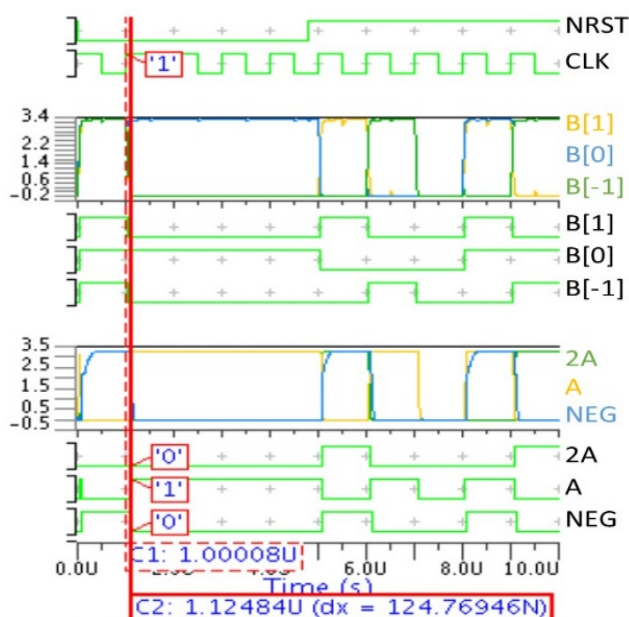 NRST
'1' CLK
3.4 B[1]
2.2 B[0]
1.4
0.5 B[-1]
-0.2
B[1]
B[0]
B[-1]
3.5 2A
2.5
1.5 A
0.5 NEG
-0.5
'0' 2A
'1' A
'0' NEG
C1: 1.00008U
0.0U 6.0U 8.0U 10.0U
Time (s)
C2: 1.12484U (dx = 124.76946N)